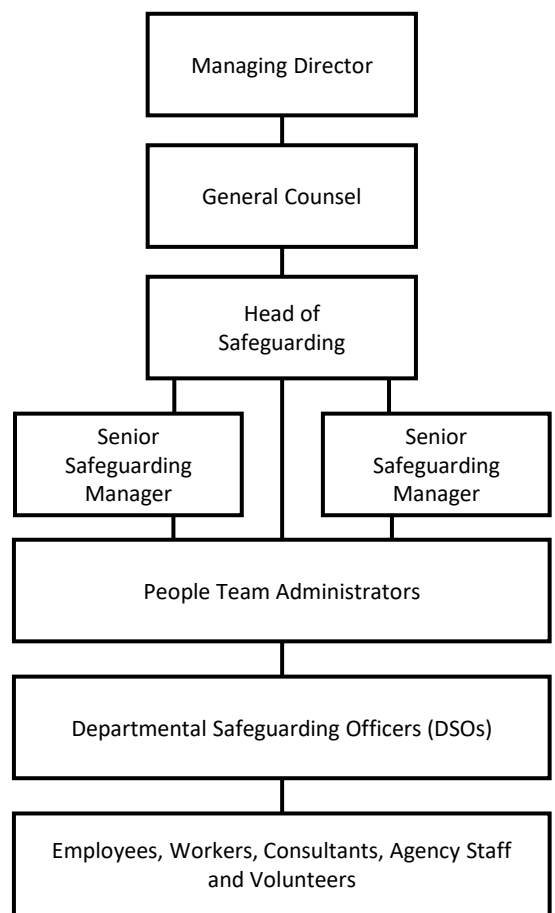 Managing Director
General Counsel
Head of
Safeguarding
Senior
Safeguarding
Manager
Senior
Safeguarding
Manager
People Team Administrators
Departmental Safeguarding Officers (DSOs)
Employees, Workers, Consultants, Agency Staff
and Volunteers